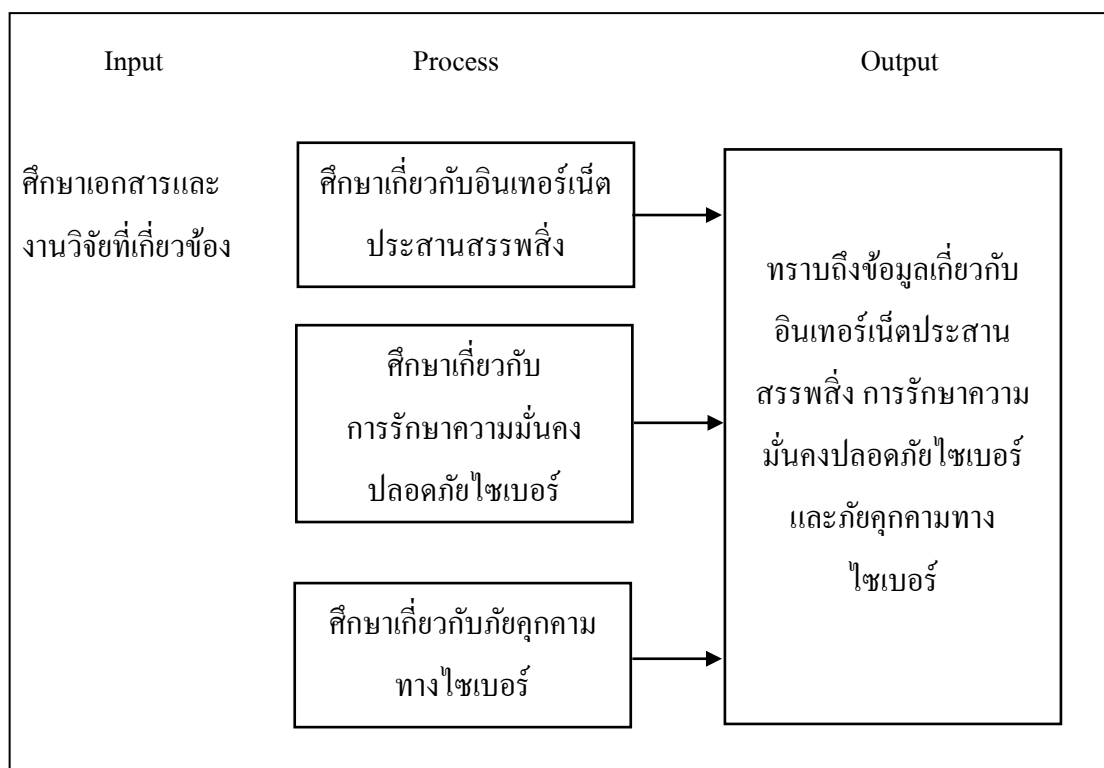 Input
Process
Output
ศึกษาเอกสารและ
งานวิจัยที่เกี่ยวข้อง
ศึกษาเกี่ยวกับอินเทอร์เน็ต
ประสานสรรพสิ่ง
ศึกษาเกี่ยวกับ
การรักษาความมั่นคง
ปลอดภัยไซเบอร์
ศึกษาเกี่ยวกับภัยคุกคาม
ทางไซเบอร์
ทราบถึงข้อมูลเกี่ยวกับ
อินเทอร์เน็ตประสาน
สรรพสิ่ง การรักษาความ
มั่นคงปลอดภัยไซเบอร์
และภัยคุกคามทาง
ไซเบอร์